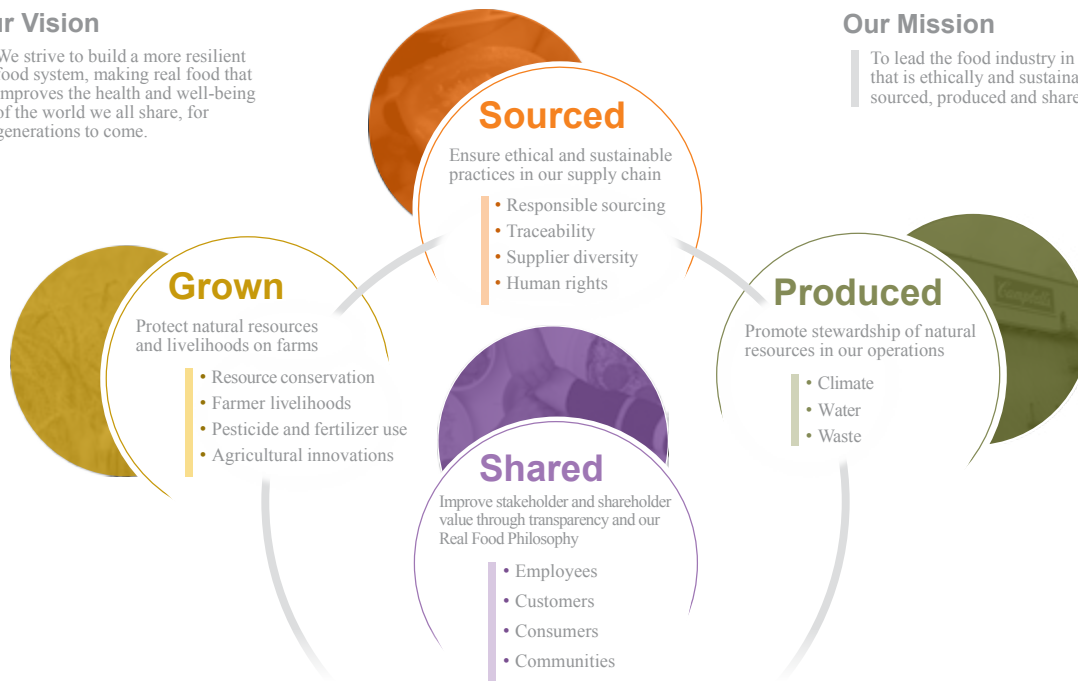 ur Vision
We strive to build a more resilient
food system, making real food that
improves the health and well-being
of the world we all share, for
generations to come.
Our Mission
To lead the food industry in
that is ethically and sustaina
sourced, produced and share
Sourced
Ensure ethical and sustainable
practices in our supply chain
• Responsible sourcing
• Traceability
• Supplier diversity
• Human rights
Grown
Protect natural resources
and livelihoods on farms
• Resource conservation
• Farmer livelihoods
• Pesticide and fertilizer use
• Agricultural innovations
Produced
Promote stewardship of natural
resources in our operations
• Climate
• Water
• Waste
Campbell's
Shared
Improve stakeholder and shareholder
value through transparency and our
Real Food Philosophy
• Employees
• Customers
• Consumers
• Communities